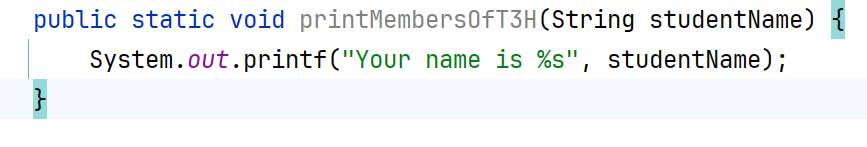 public static void printMembersOfT3H(String studentName) {
System.out.printf("Your name is %s", studentName);
}